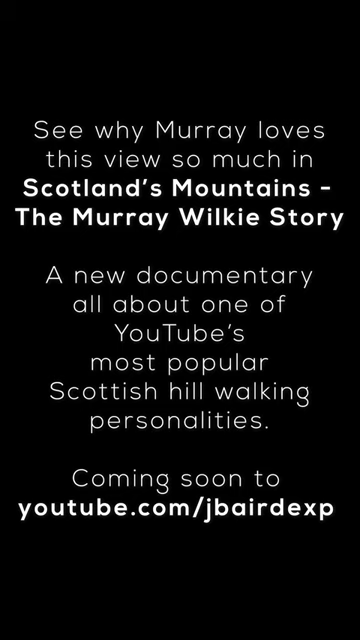 See why Murray loves
this view so much in
Scotland's Mountains -
The Murray Wilkie Story
A new documentary
all about one of
YouTube's
most popular
Scottish hill walking
personalities.
Coming soon to
youtube.com/jbairdexp